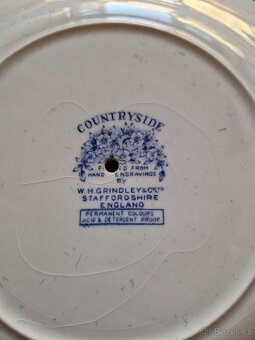 COUNTRYSIDE
FROM
HAND ENGRAVINGS
BY
W.H.GRINDLEY & Co LTD
STAFFORDSHIRE
ENGLAND
PERMANENT COLOURS
ACID & DETERGENT PROOF